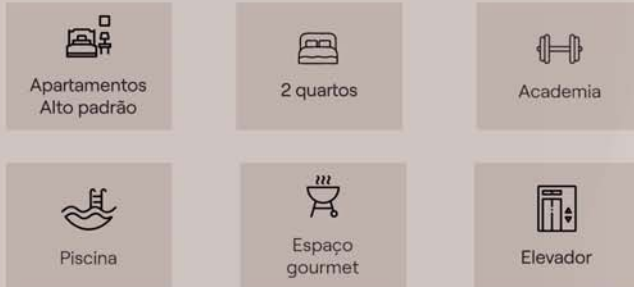 Apartamentos
Alto padrão
2 quartos
Academia
Piscina
Espaço
gourmet
Elevador